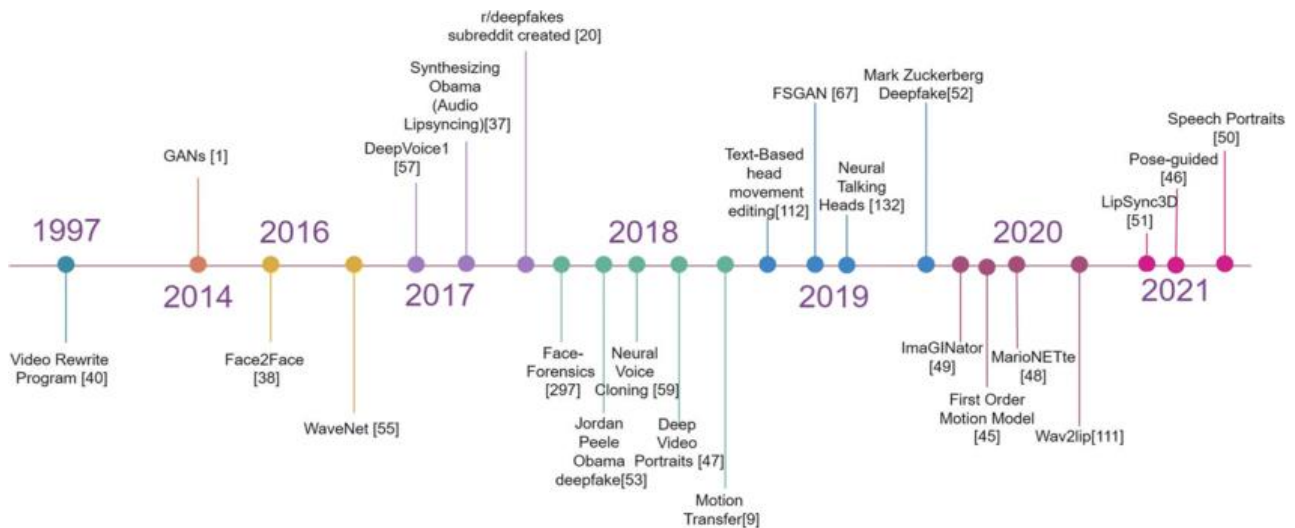 r/deepfakes
subreddit created [20]
Synthesizing
Obama
(Audio
Lipsyncing)[37]
Mark Zuckerberg
Deepfake[52]
FSGAN [67]
Speech Portraits
[50]
GANs [1]
DeepVoice1
[57]
Text-Based
head
movement
editing[112]
Neural
Talking
Heads [132]
Pose-guided
[46]
LipSync3D
[51]
1997
2016
2018
2020
2014
2017
2019
2021
Video Rewrite
Program [40]
Face2Face
[38]
WaveNet [55]
Face-
Forensics
[297]
Neural
Voice
Cloning [59]
Jordan
Peele
Obama
deepfake[53]
Deep
Video
Portraits [47]
Motion
Transfer[9]
ImaGINator
[49]
MarioNETte
[48]
First Order
Motion Model
[45]
Wav2lip[111]